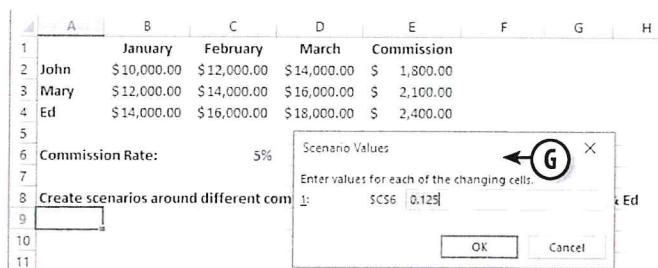 A B C D E F G H
1 January February March Commission
2 John $10,000.00 $12,000.00 $14,000.00 $ 1,800.00
3 Mary $12,000.00 $14,000.00 $16,000.00 $ 2,100.00
4 Ed $14,000.00 $16,000.00 $18,000.00 $ 2,400.00
5
6 Commission Rate: 5%
7
8 Create scenarios around different com & Ed
9
10
11
Scenario Values G ×
Enter values for each of the changing cells.
1: $C$6 0.125
OK Cancel